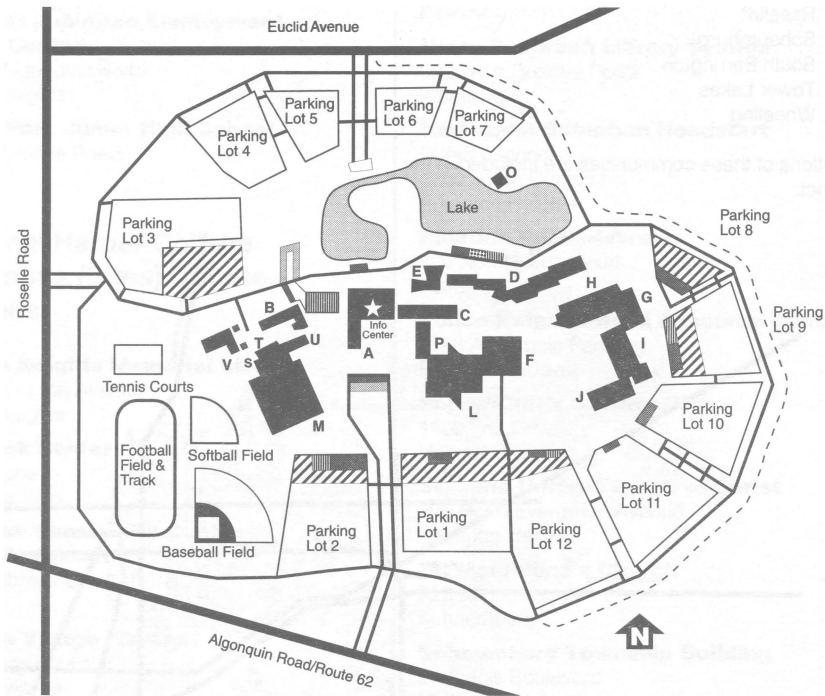 Euclid Avenue
Parking
Lot 4
Parking
Lot 5
Parking
Lot 6
Parking
Lot 7
O
Lake
Parking
Lot 3
Roselle Road
Parking
Lot 8
E
D
H
G
Parking
Lot 9
B
Info
Center
C
A
U
T
V
S
P
F
I
J
L
M
Tennis Courts
Parking
Lot 10
Football
Field &
Track
Softball Field
Baseball Field
Parking
Lot 11
Parking
Lot 2
Parking
Lot 1
Parking
Lot 12
N
Algonquin Road/Route 62
Tower Lakes
Wheeling